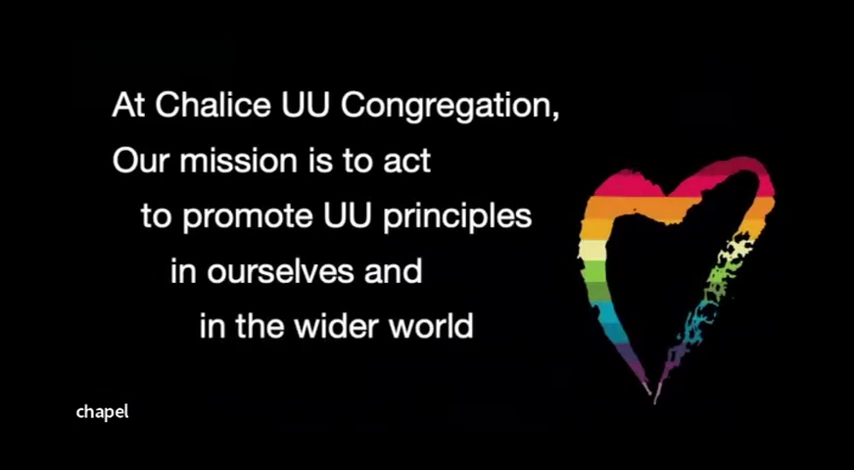 At Chalice UU Congregation,
Our mission is to act
to promote UU principles
in ourselves and
in the wider world
chapel